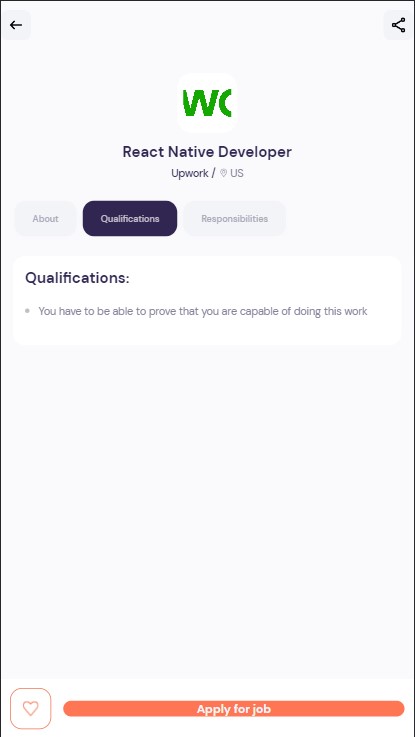 React Native Developer
Upwork / US
About
Qualifications
Responsibilities
Qualifications:
You have to be able to prove that you are capable of doing this work
Apply for job